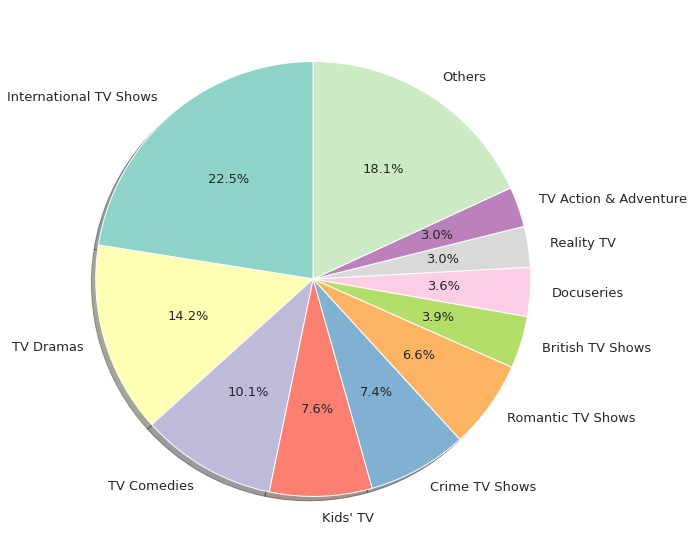 Others
International TV Shows
22.5%
18.1%
TV Action & Adventure
3.0%
Reality TV
3.0%
Docuseries
3.6%
14.2%
3.9%
British TV Shows
TV Dramas
6.6%
10.1%
7.4%
7.6%
Romantic TV Shows
TV Comedies
Crime TV Shows
Kids' TV